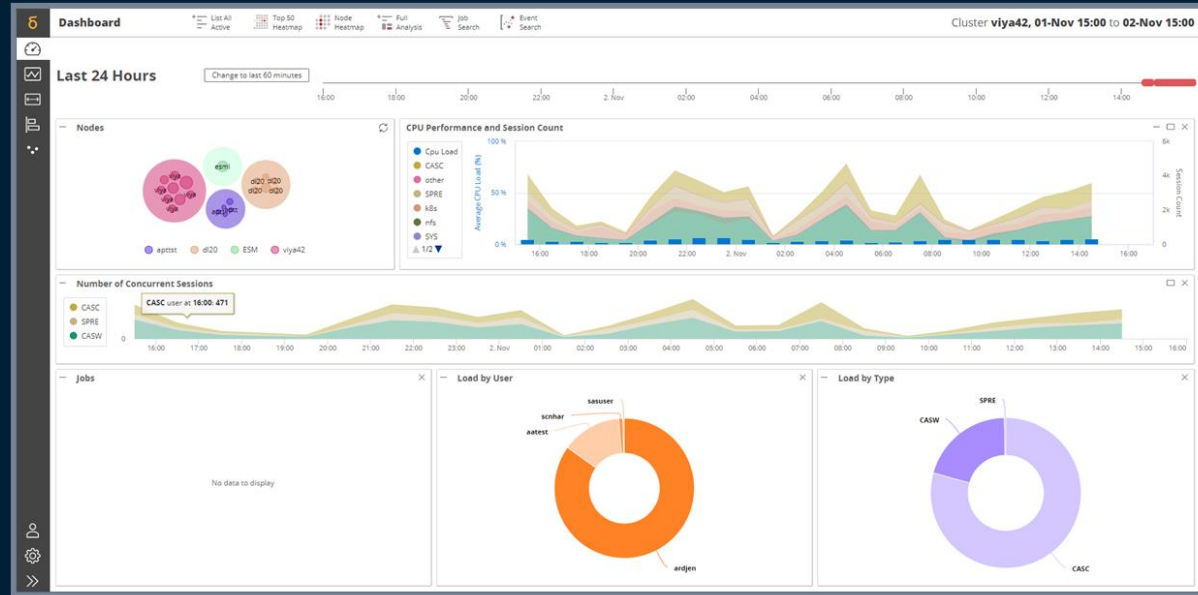 δ Dashboard List All Active Top 50 Heatmap Node Heatmap Full Analysis Job Search Event Search Cluster viya42, 01-Nov 15:00 to 02-Nov 15:00
Last 24 Hours Change to last 60 minutes
16:00 18:00 20:00 22:00 2. Nov 02:00 04:00 06:00 08:00 10:00 12:00 14:00
Nodes
esml
dl20 dl20
dl20 dl20
viya
viya viya
viya
viya
apttst dl20 ESM viya42
CPU Performance and Session Count
Cpu Load
CASC
other
SPRE
k8s
nfs
SYS
1/2
Average CPU Load (%)
100 %
50 %
0 %
6k
4k
2k
0
Session Count
16:00 18:00 20:00 22:00 2. Nov 02:00 04:00 06:00 08:00 10:00 12:00 14:00 16:00
Number of Concurrent Sessions
CASC
SPRE
CASW
CASC user at 16:00: 471
0
16:00 17:00 18:00 19:00 20:00 21:00 22:00 23:00 2. Nov 01:00 02:00 03:00 04:00 05:00 06:00 07:00 08:00 09:00 10:00 11:00 12:00 13:00 14:00 15:00 16:00
Jobs
No data to display
Load by User
sasuser
scnhar
aatest
ardjen
Load by Type
SPRE
CASW
CASC